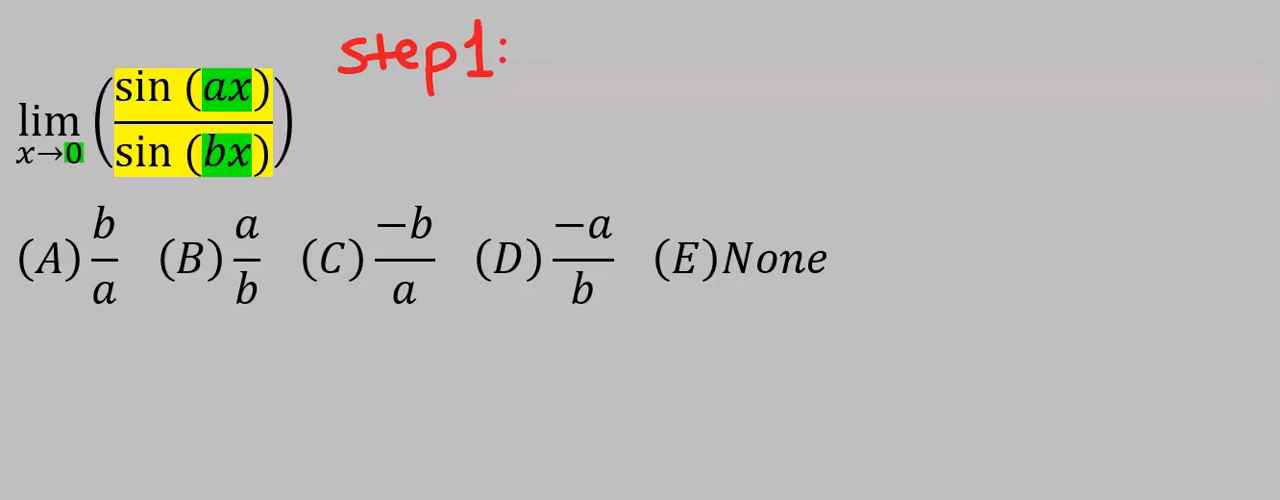 step1:
lim x→0 (sin (ax) / sin (bx))
(A) b/a (B) a/b (C) −b/a (D) −a/b (E)None